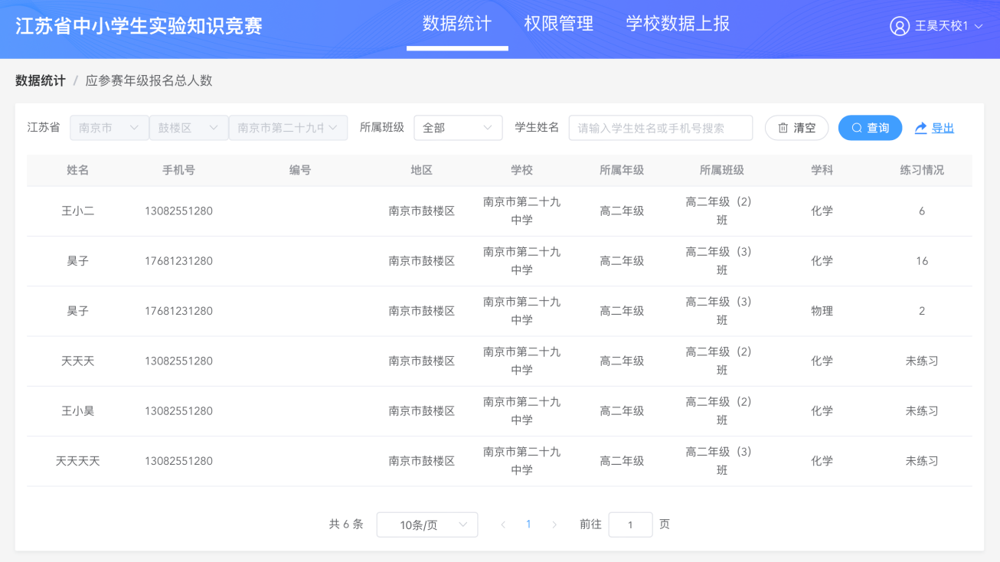 江苏省中小学生实验知识竞赛 数据统计 权限管理 学校数据上报 王昊天校1
数据统计 / 应参赛年级报名总人数
江苏省 南京市 鼓楼区 南京市第二十九中 所属班级 全部 学生姓名 请输入学生姓名或手机号搜索 清空 查询 导出
姓名 手机号 编号 地区 学校 所属年级 所属班级 学科 练习情况
王小二 13082551280 南京市鼓楼区 南京市第二十九 高二年级 高二年级（2） 化学 6
中学 班
昊子 17681231280 南京市鼓楼区 南京市第二十九 高二年级 高二年级（3） 化学 16
中学 班
昊子 17681231280 南京市鼓楼区 南京市第二十九 高二年级 高二年级（3） 物理 2
中学 班
天天天 13082551280 南京市鼓楼区 南京市第二十九 高二年级 高二年级（2） 化学 未练习
中学 班
王小昊 13082551280 南京市鼓楼区 南京市第二十九 高二年级 高二年级（2） 化学 未练习
中学 班
天天天天 13082551280 南京市鼓楼区 南京市第二十九 高二年级 高二年级（3） 化学 未练习
中学 班
共 6 条 10条/页 1 前往 1 页